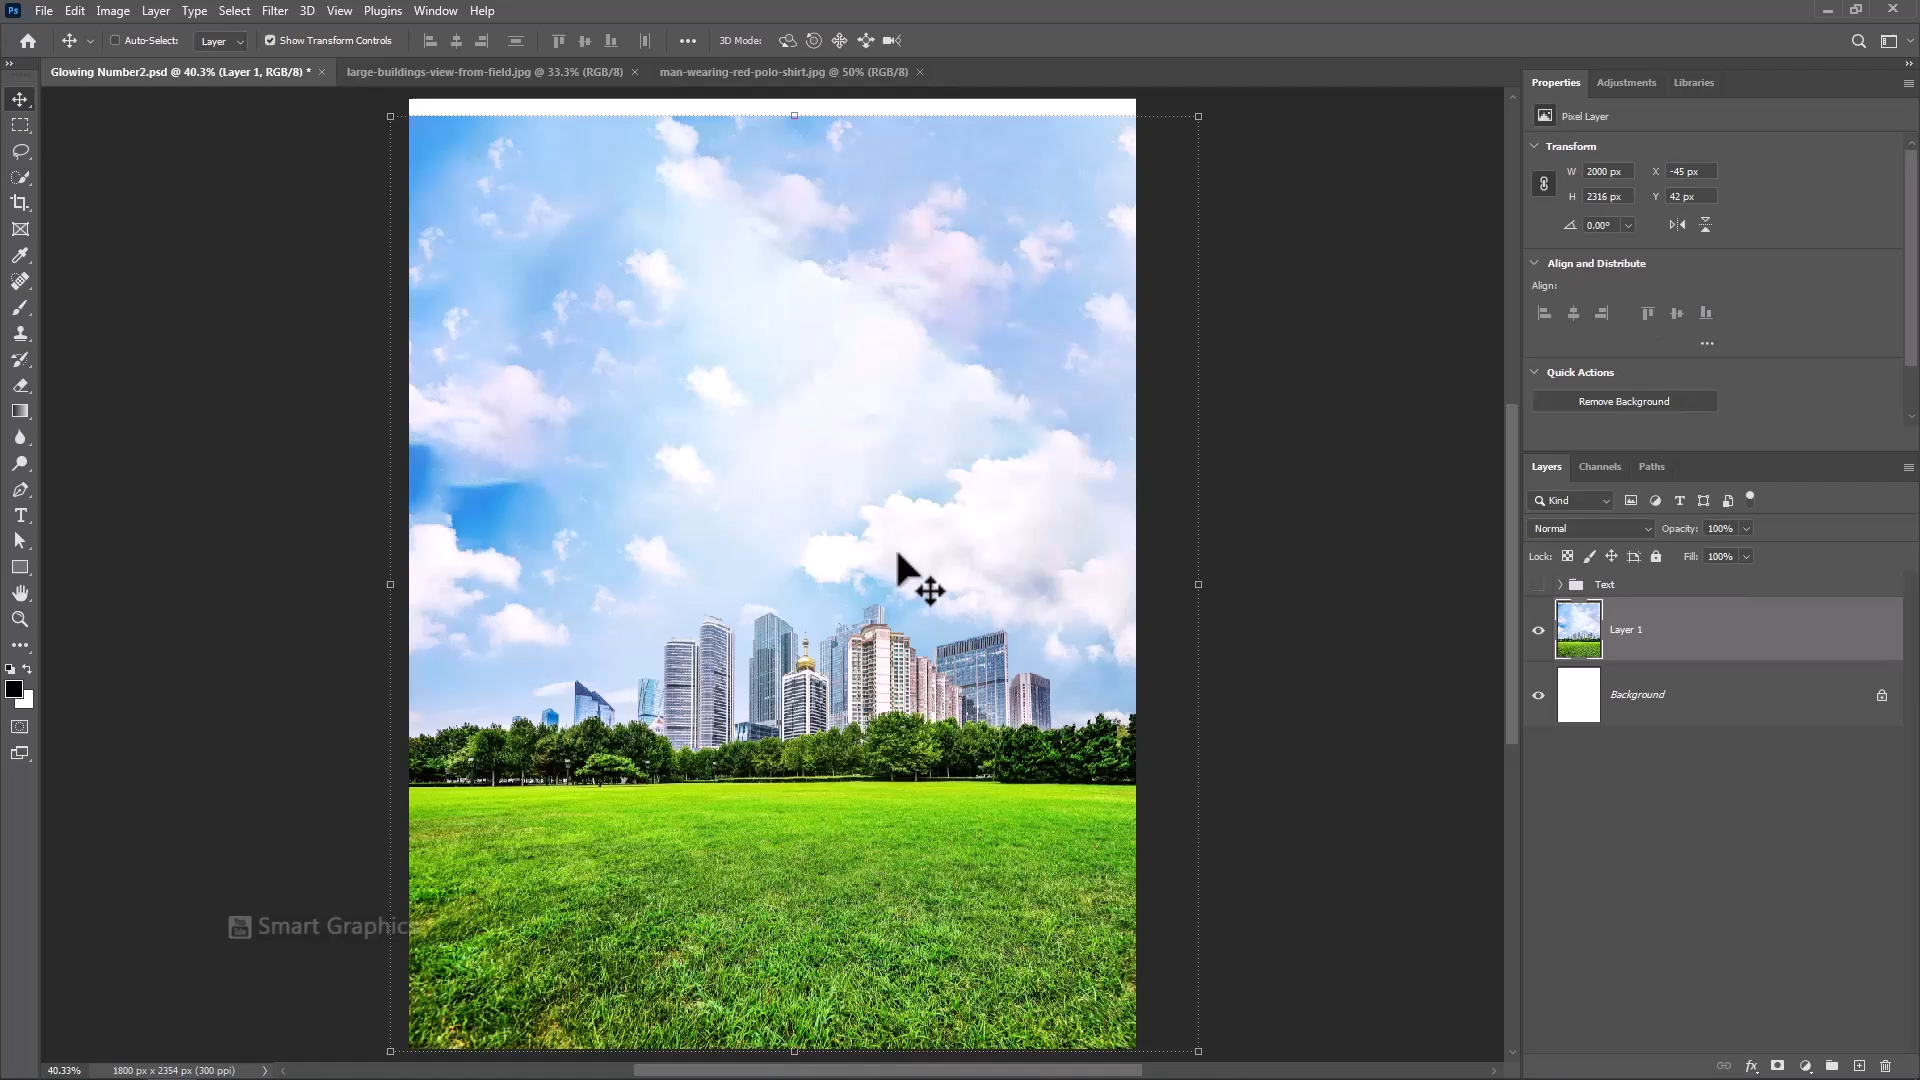 Ps File Edit Image Layer Type Select Filter 3D View Plugins Window Help
Auto-Select: Layer Show Transform Controls 3D Mode:
Glowing Number2.psd @ 40.3% (Layer 1, RGB/8) * large-buildings-view-from-field.jpg @ 33.3% (RGB/8) man-wearing-red-polo-shirt.jpg @ 50% (RGB/8)
Properties Adjustments Libraries
Pixel Layer
Transform
W 2000 px X -45 px
H 2316 px Y 42 px
0.00°
Align and Distribute
Align:
Quick Actions
Remove Background
Layers Channels Paths
Kind
Normal Opacity: 100%
Lock: Fill: 100%
Text
Layer 1
Background
You Tube Smart Graphics
40.33% 1800 px x 2354 px (300 ppi)